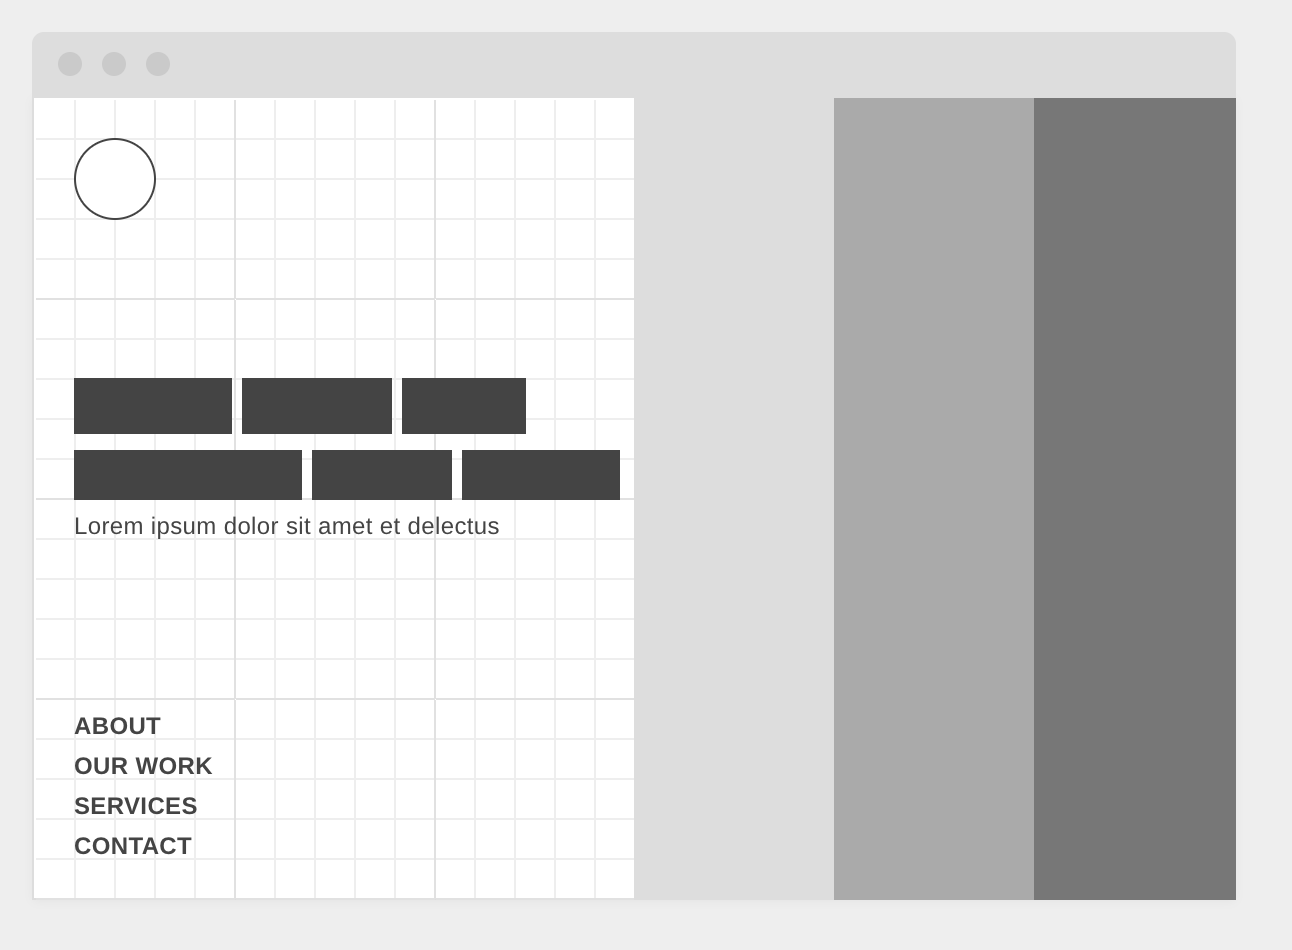 Lorem ipsum dolor sit amet et delectus
ABOUT
OUR WORK
SERVICES
CONTACT